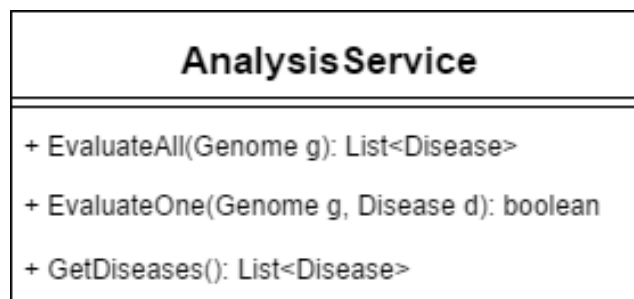 AnalysisService
+ EvaluateAll(Genome g): List<Disease>
+ EvaluateOne(Genome g, Disease d): boolean
+ GetDiseases(): List<Disease>